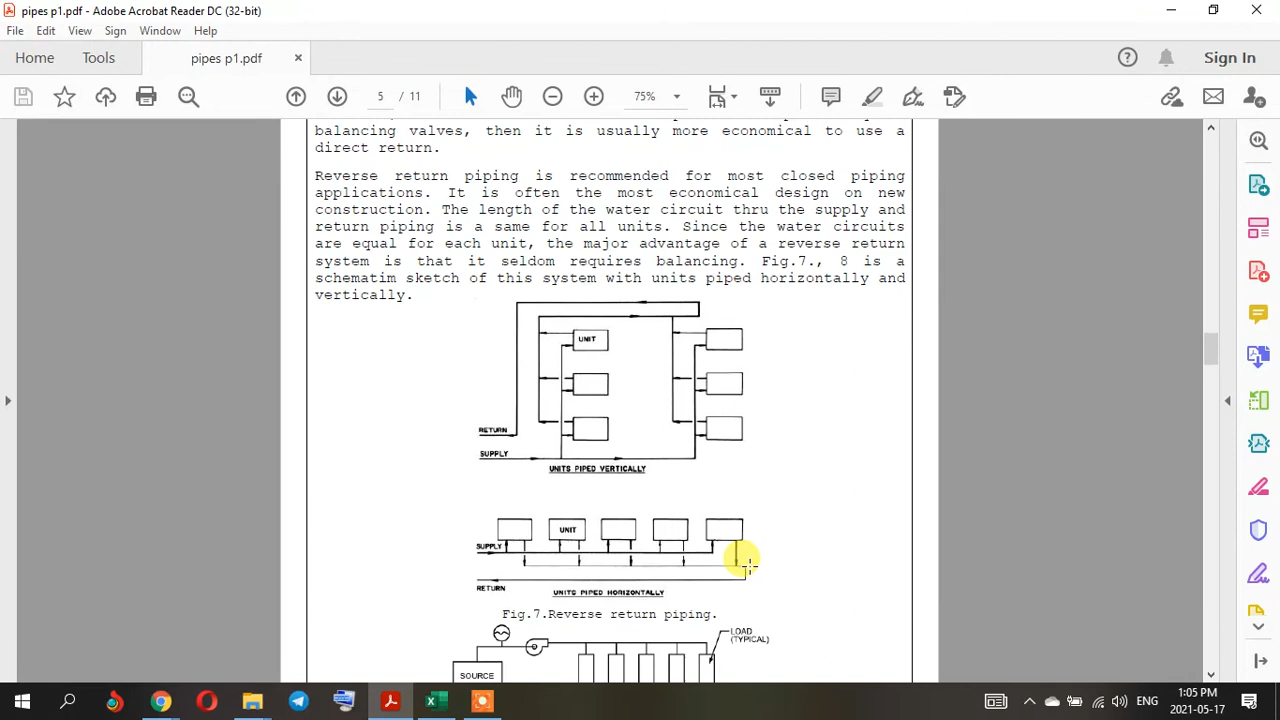 pipes p1.pdf - Adobe Acrobat Reader DC (32-bit)
File Edit View Sign Window Help
Home Tools pipes p1.pdf × Sign In
5 / 11 75%
balancing valves, then it is usually more economical to use a
direct return.
Reverse return piping is recommended for most closed piping
applications. It is often the most economical design on new
construction. The length of the water circuit thru the supply and
return piping is a same for all units. Since the water circuits
are equal for each unit, the major advantage of a reverse return
system is that it seldom requires balancing. Fig.7., 8 is a
schematim sketch of this system with units piped horizontally and
vertically.
UNIT
RETURN
SUPPLY
UNITS PIPED VERTICALLY
UNIT
SUPPLY
RETURN
UNITS PIPED HORIZONTALLY
Fig.7.Reverse return piping.
LOAD
(TYPICAL)
SOURCE
ENG
1:05 PM
2021-05-17